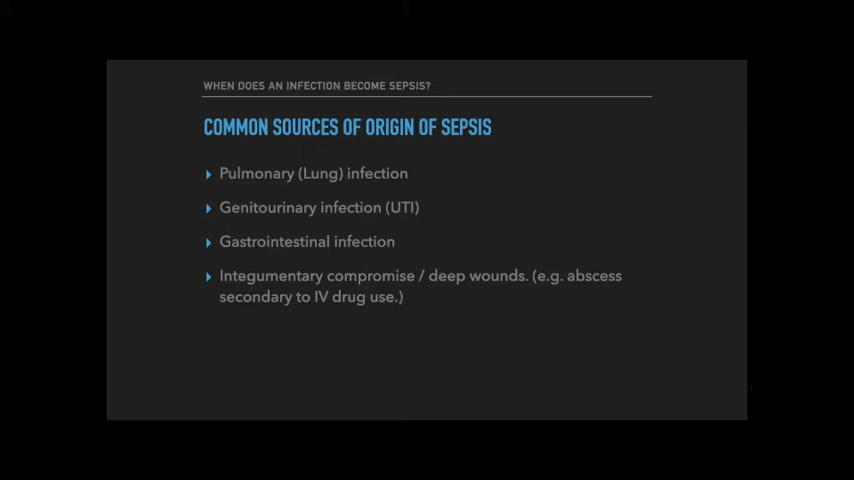 WHEN DOES AN INFECTION BECOME SEPSIS?
COMMON SOURCES OF ORIGIN OF SEPSIS
Pulmonary (Lung) infection
Genitourinary infection (UTI)
Gastrointestinal infection
Integumentary compromise / deep wounds. (e.g. abscess
secondary to IV drug use.)